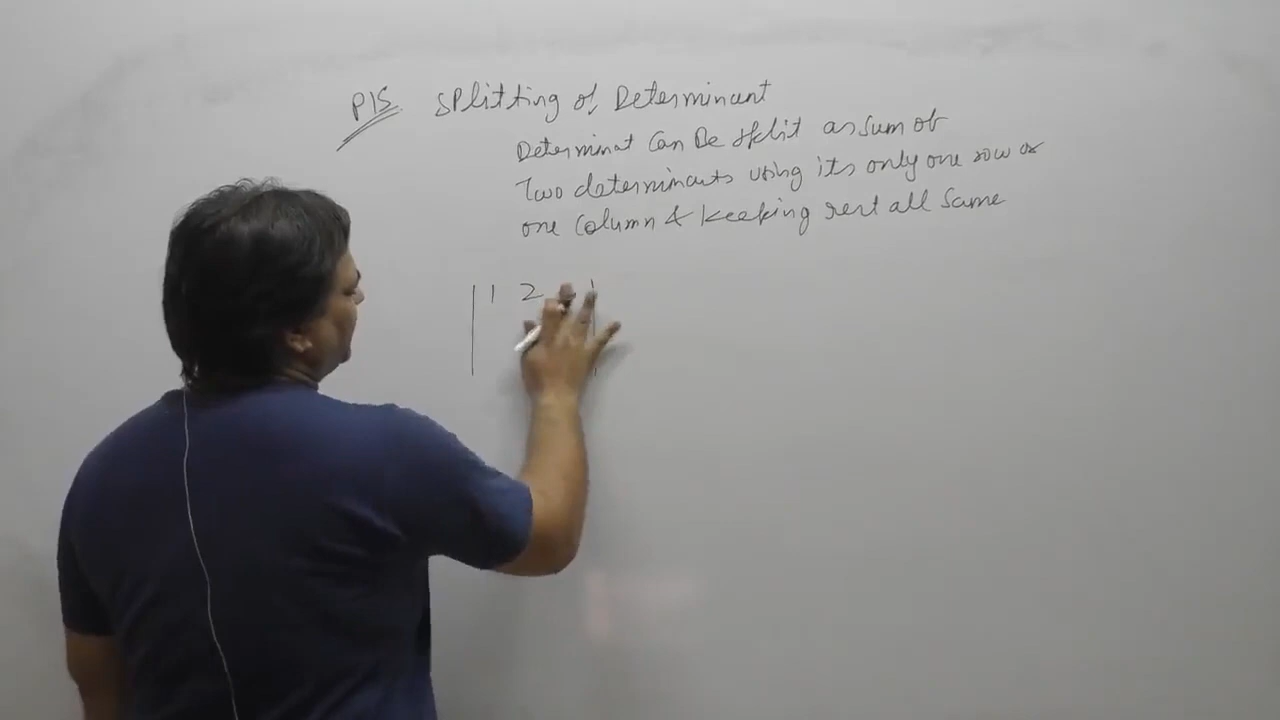 P15 Splitting of Determinant
Determinat Can Be split as sum of
Two determinants using its only one row or
one Column & Keeping rest all same
1 2